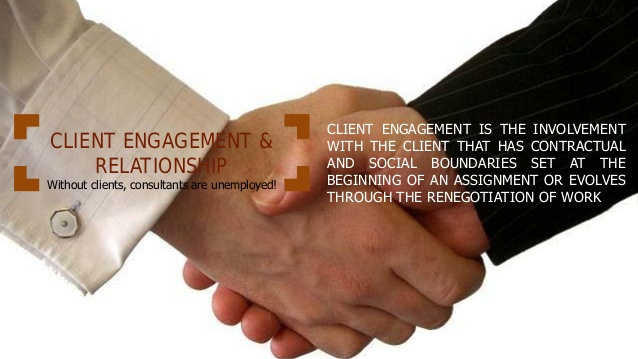 CLIENT ENGAGEMENT &
RELATIONSHIP
Without clients, consultants are unemployed!
CLIENT ENGAGEMENT IS THE INVOLVEMENT
WITH THE CLIENT THAT HAS CONTRACTUAL
AND SOCIAL BOUNDARIES SET AT THE
BEGINNING OF AN ASSIGNMENT OR EVOLVES
THROUGH THE RENEGOTIATION OF WORK